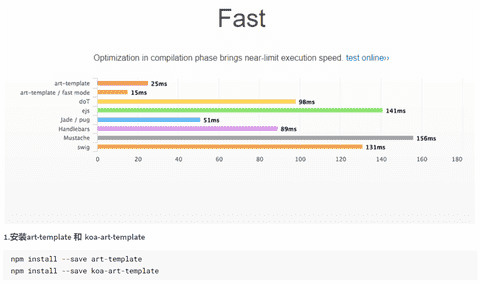 Fast
Optimization in compilation phase brings near-limit execution speed. test online››
art-template 25ms
art-template / fast mode 15ms
doT 98ms
ejs 141ms
Jade / pug 51ms
Handlebars 89ms
Mustache 156ms
swig 131ms
0 20 40 60 80 100 120 140 160 180
1.安装art-template 和 koa-art-template
npm install --save art-template
npm install --save koa-art-template